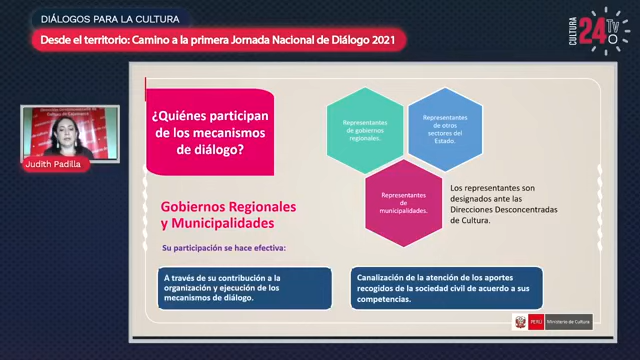 DIÁLOGOS PARA LA CULTURA
Desde el territorio: Camino a la primera Jornada Nacional de Diálogo 2021
CULTURA
24
Tv
¿Quiénes participan
de los mecanismos
de diálogo?
Representantes
de gobiernos
regionales.
Representantes
de otros
sectores del
Estado.
Judith Padilla
Representantes
de
municipalidades.
Los representantes son
designados ante las
Direcciones Desconcentradas
de Cultura.
Gobiernos Regionales
y Municipalidades
Su participación se hace efectiva:
A través de su contribución a la
organización y ejecución de los
mecanismos de diálogo.
Canalización de la atención de los aportes
recogidos de la sociedad civil de acuerdo a sus
competencias.
PERÚ
Ministerio de Cultura